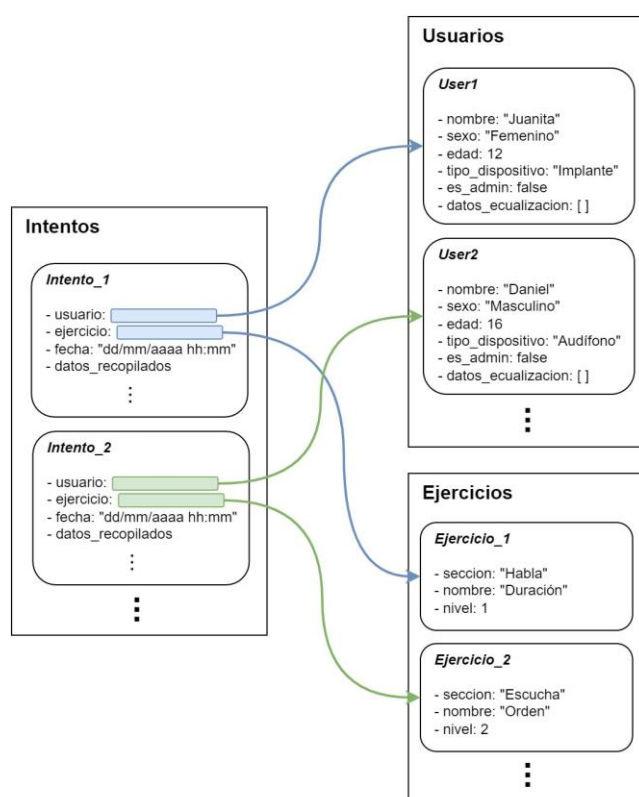 Usuarios
User1
- nombre: "Juanita"
- sexo: "Femenino"
- edad: 12
- tipo_dispositivo: "Implante"
- es_admin: false
- datos_ecualizacion: [ ]
User2
- nombre: "Daniel"
- sexo: "Masculino"
- edad: 16
- tipo_dispositivo: "Audífono"
- es_admin: false
- datos_ecualizacion: [ ]
Intentos
Intento_1
- usuario:
- ejercicio:
- fecha: "dd/mm/aaaa hh:mm"
- datos_recopilados
Intento_2
- usuario:
- ejercicio:
- fecha: "dd/mm/aaaa hh:mm"
- datos_recopilados
Ejercicios
Ejercicio_1
- seccion: "Habla"
- nombre: "Duración"
- nivel: 1
Ejercicio_2
- seccion: "Escucha"
- nombre: "Orden"
- nivel: 2